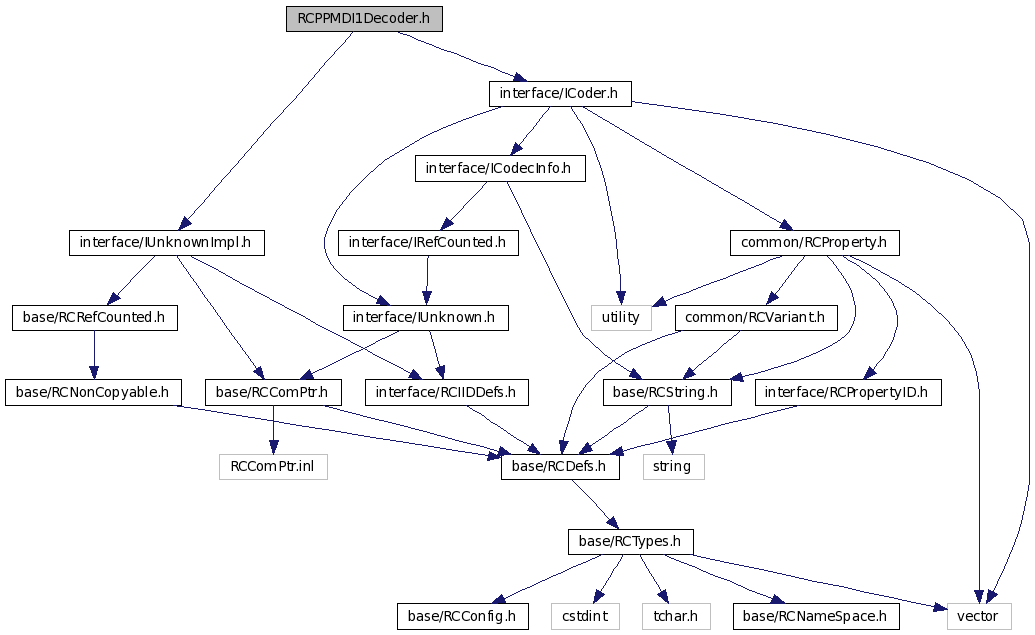 RCPPMDI1Decoder.h
interface/ICoder.h
interface/ICodecInfo.h
interface/IUnknownImpl.h
interface/IRefCounted.h
common/RCProperty.h
base/RCRefCounted.h
interface/IUnknown.h
utility
common/RCVariant.h
base/RCNonCopyable.h
base/RCComPtr.h
interface/RCIIDDefs.h
base/RCString.h
interface/RCPropertyID.h
RCComPtr.inl
base/RCDefs.h
string
base/RCTypes.h
base/RCConfig.h
cstdint
tchar.h
base/RCNameSpace.h
vector